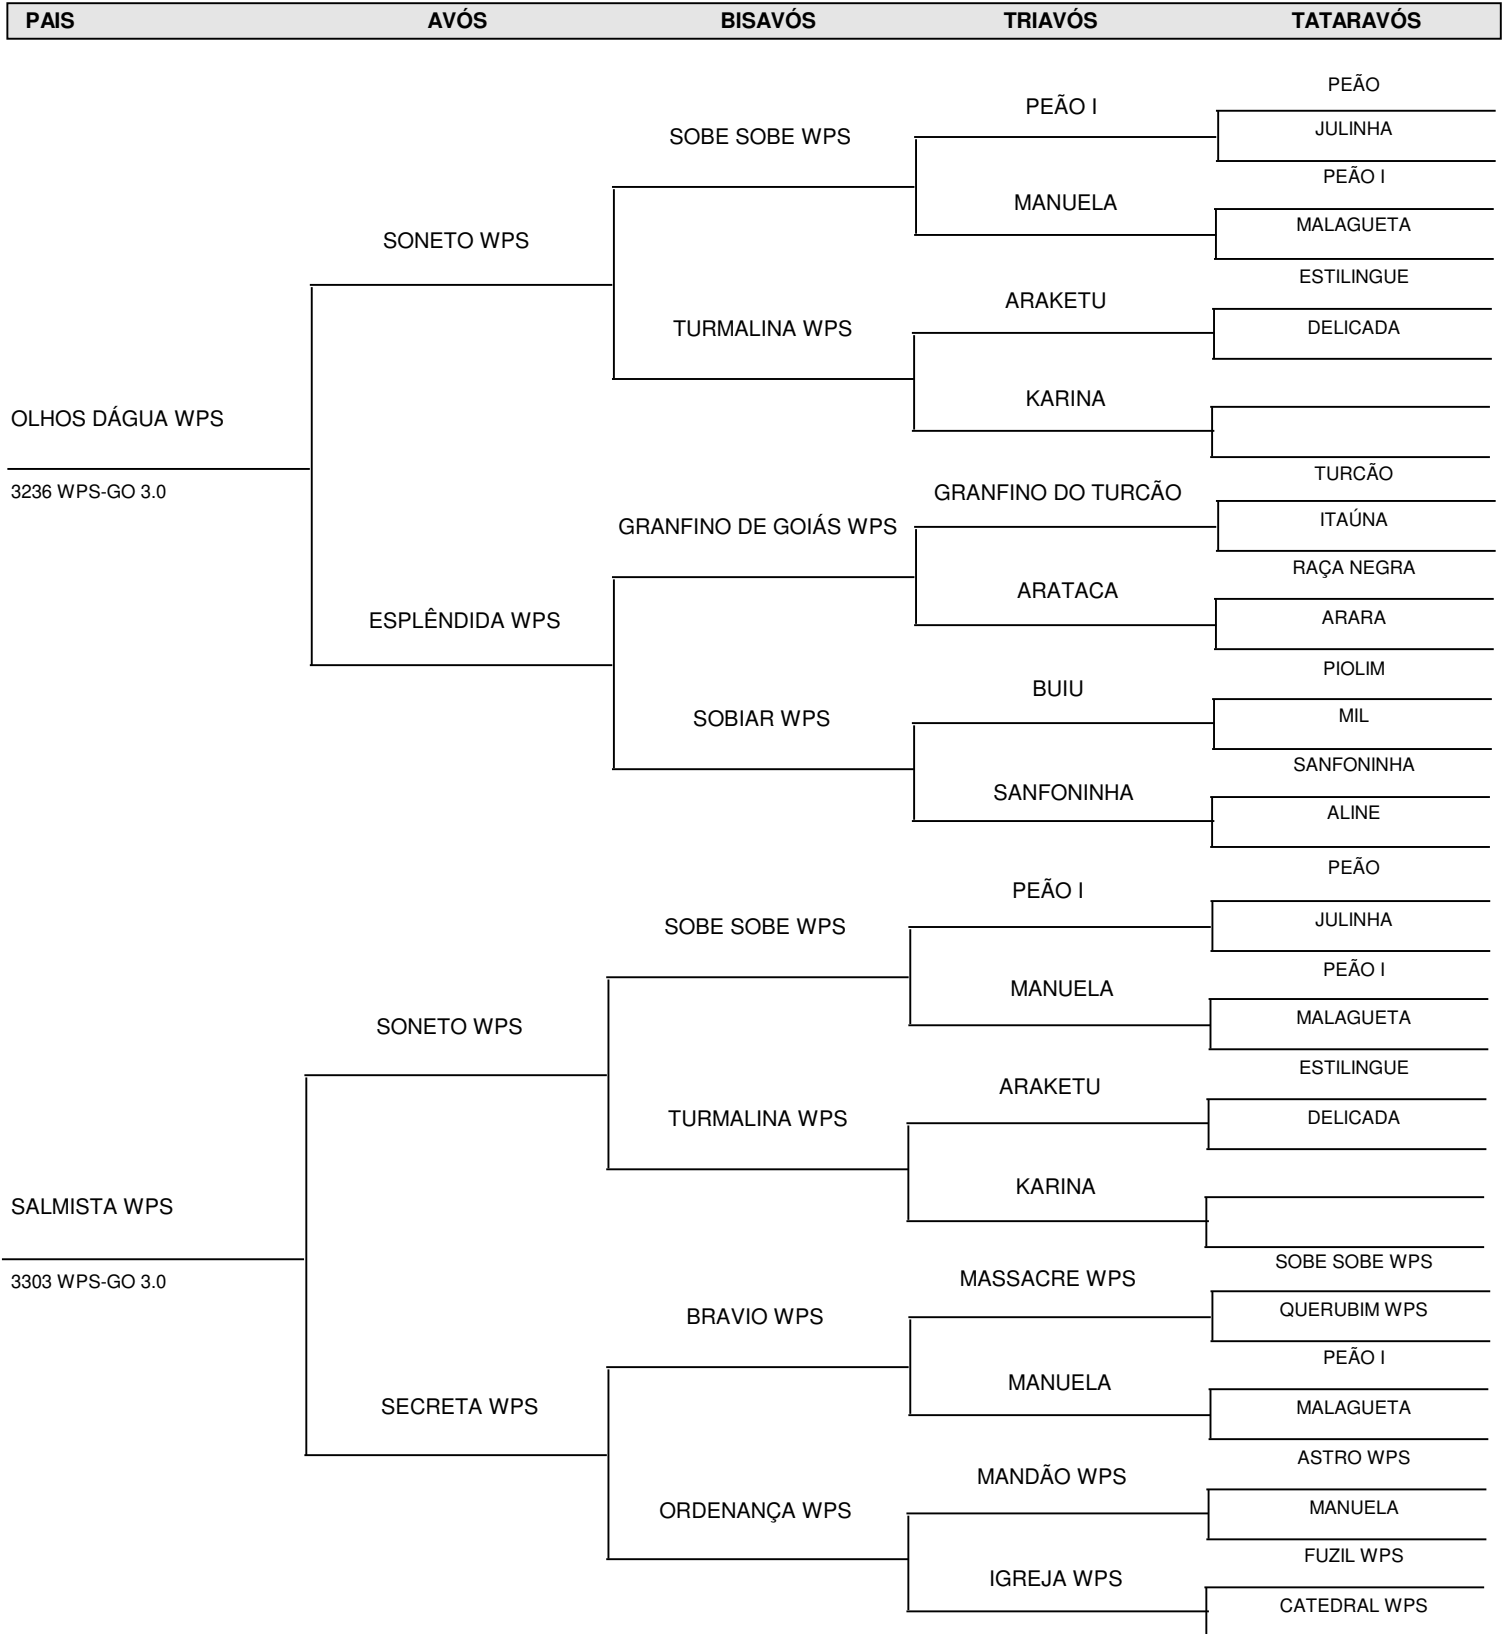 PAIS AVÓS BISAVÓS TRIAVÓS TATARAVÓS
PEÃO
PEÃO I
JULINHA
SOBE SOBE WPS
PEÃO I
MANUELA
MALAGUETA
SONETO WPS
ESTILINGUE
ARAKETU
DELICADA
TURMALINA WPS
KARINA
OLHOS DÁGUA WPS
TURCÃO
3236 WPS-GO 3.0
GRANFINO DO TURCÃO
ITAÚNA
GRANFINO DE GOIÁS WPS
RAÇA NEGRA
ARATACA
ARARA
ESPLÊNDIDA WPS
PIOLIM
BUIU
MIL
SOBIAR WPS
SANFONINHA
SANFONINHA
ALINE
PEÃO
PEÃO I
JULINHA
SOBE SOBE WPS
PEÃO I
MANUELA
MALAGUETA
SONETO WPS
ESTILINGUE
ARAKETU
DELICADA
TURMALINA WPS
KARINA
SALMISTA WPS
SOBE SOBE WPS
3303 WPS-GO 3.0
MASSACRE WPS
QUERUBIM WPS
BRAVIO WPS
PEÃO I
MANUELA
MALAGUETA
SECRETA WPS
ASTRO WPS
MANDÃO WPS
MANUELA
ORDENANÇA WPS
FUZIL WPS
IGREJA WPS
CATEDRAL WPS